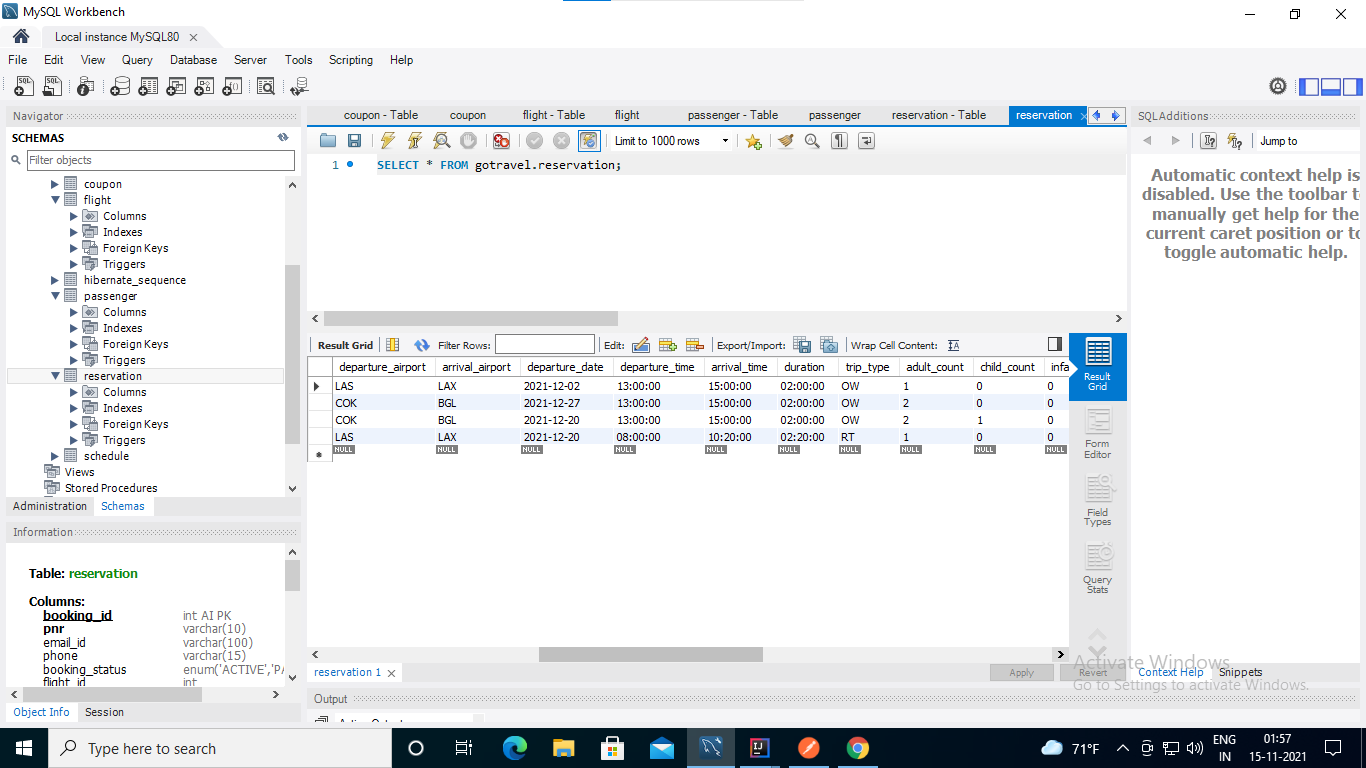 MySQL Workbench
Local instance MySQL80
File Edit View Query Database Server Tools Scripting Help
Navigator
SCHEMAS
Filter objects
coupon
flight
Columns
Indexes
Foreign Keys
Triggers
hibernate_sequence
passenger
Columns
Indexes
Foreign Keys
Triggers
reservation
Columns
Indexes
Foreign Keys
Triggers
schedule
Views
Stored Procedures
Administration Schemas
Information
Table: reservation
Columns:
booking_id int AI PK
pnr varchar(10)
email_id varchar(100)
phone varchar(15)
booking_status enum('ACTIVE','PA
flight_id int
Object Info Session
coupon - Table coupon flight - Table flight passenger - Table passenger reservation - Table reservation
Limit to 1000 rows
1 SELECT * FROM gotravel.reservation;
Result Grid Filter Rows: Edit: Export/Import: Wrap Cell Content: IA
departure_airport arrival_airport departure_date departure_time arrival_time duration trip_type adult_count child_count infa
LAS LAX 2021-12-02 13:00:00 15:00:00 02:00:00 OW 1 0 0
COK BGL 2021-12-27 13:00:00 15:00:00 02:00:00 OW 2 0 0
COK BGL 2021-12-20 13:00:00 15:00:00 02:00:00 OW 2 1 0
LAS LAX 2021-12-20 08:00:00 10:20:00 02:20:00 RT 1 0 0
NULL NULL NULL NULL NULL NULL NULL NULL NULL NULL
Result
Grid
Form
Editor
Field
Types
Query
Stats
reservation 1
Apply Revert
Output
SQLAdditions
Jump to
Automatic context help is
disabled. Use the toolbar t
manually get help for the
current caret position or to
toggle automatic help.
Activate Windows
Go to Settings to activate Windows.
Context Help Snippets
Type here to search
71°F
ENG
IN
01:57
15-11-2021